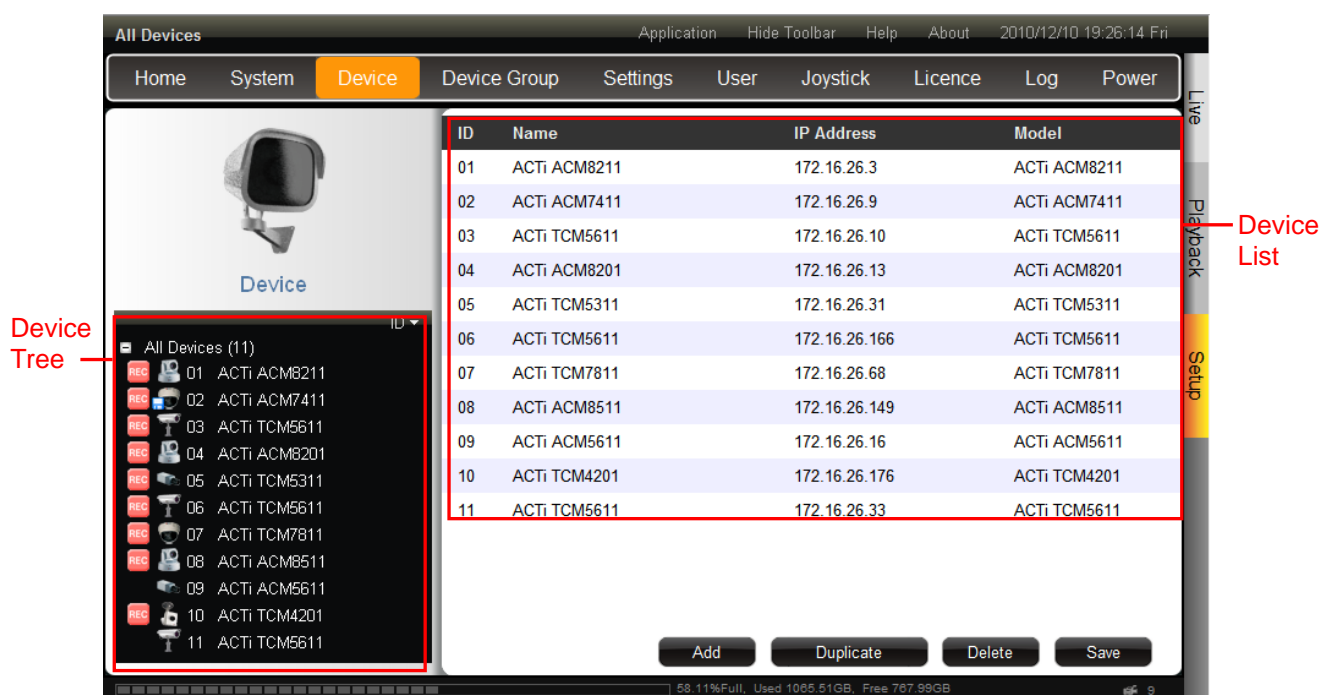 All Devices Application Hide Toolbar Help About 2010/12/10 19:26:14 Fri
Home System Device Device Group Settings User Joystick Licence Log Power
Live
Playback
Setup
Device
ID
All Devices (11)
REC 01 ACTi ACM8211
REC 02 ACTi ACM7411
REC 03 ACTi TCM5611
REC 04 ACTi ACM8201
REC 05 ACTi TCM5311
REC 06 ACTi TCM5611
REC 07 ACTi TCM7811
REC 08 ACTi ACM8511
09 ACTi ACM5611
REC 10 ACTi TCM4201
11 ACTi TCM5611
Device
Tree
ID Name IP Address Model
01 ACTi ACM8211 172.16.26.3 ACTi ACM8211
02 ACTi ACM7411 172.16.26.9 ACTi ACM7411
03 ACTi TCM5611 172.16.26.10 ACTi TCM5611
04 ACTi ACM8201 172.16.26.13 ACTi ACM8201
05 ACTi TCM5311 172.16.26.31 ACTi TCM5311
06 ACTi TCM5611 172.16.26.166 ACTi TCM5611
07 ACTi TCM7811 172.16.26.68 ACTi TCM7811
08 ACTi ACM8511 172.16.26.149 ACTi ACM8511
09 ACTi ACM5611 172.16.26.16 ACTi ACM5611
10 ACTi TCM4201 172.16.26.176 ACTi TCM4201
11 ACTi TCM5611 172.16.26.33 ACTi TCM5611
Device
List
Add Duplicate Delete Save
58.11%Full, Used 1065.51GB, Free 767.99GB 9